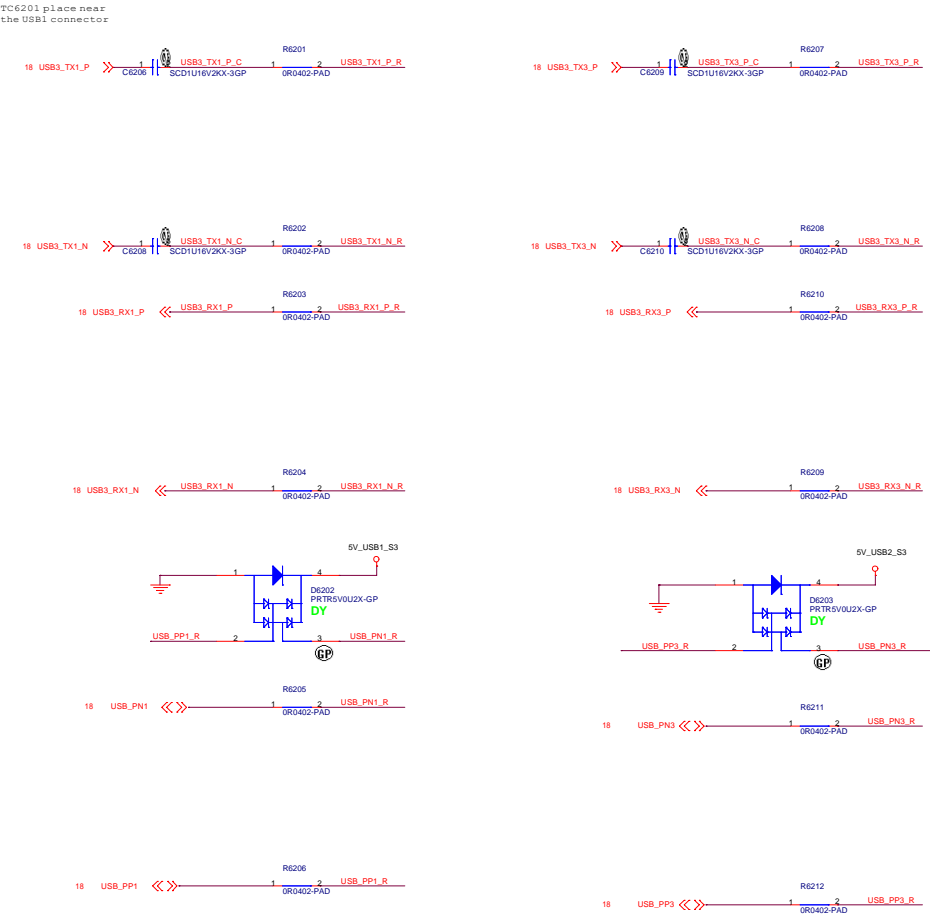 TC6201 place near
the USB1 connector
R6201
18 USB3_TX1_P 1 USB3_TX1_P_C 1 2 USB3_TX1_P_R
C6206 SCD1U16V2KX-3GP 0R0402-PAD
R6207
18 USB3_TX3_P 1 USB3_TX3_P_C 1 2 USB3_TX3_P_R
C6209 SCD1U16V2KX-3GP 0R0402-PAD
R6202
18 USB3_TX1_N 1 USB3_TX1_N_C 1 2 USB3_TX1_N_R
C6208 SCD1U16V2KX-3GP 0R0402-PAD
R6208
18 USB3_TX3_N 1 USB3_TX3_N_C 1 2 USB3_TX3_N_R
C6210 SCD1U16V2KX-3GP 0R0402-PAD
R6203
18 USB3_RX1_P USB3_RX1_P 1 2 USB3_RX1_P_R
0R0402-PAD
R6210
18 USB3_RX3_P 1 2 USB3_RX3_P_R
0R0402-PAD
R6204
18 USB3_RX1_N USB3_RX1_N 1 2 USB3_RX1_N_R
0R0402-PAD
R6209
18 USB3_RX3_N 1 2 USB3_RX3_N_R
0R0402-PAD
5V_USB1_S3
1 4
D6202
PRTR5V0U2X-GP
DY
USB_PP1_R 2 3 USB_PN1_R
GP
5V_USB2_S3
1 4
D6203
PRTR5V0U2X-GP
DY
USB_PP3_R 2 3 USB_PN3_R
GP
R6205
18 USB_PN1 1 2 USB_PN1_R
0R0402-PAD
R6211
18 USB_PN3 1 2 USB_PN3_R
0R0402-PAD
R6206
18 USB_PP1 1 2 USB_PP1_R
0R0402-PAD
R6212
18 USB_PP3 1 2 USB_PP3_R
0R0402-PAD